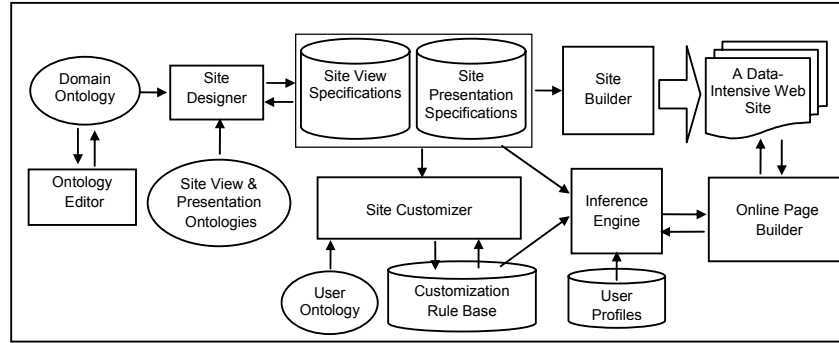 Domain
Ontology
Site
Designer
Site View
Specifications
Site
Presentation
Specifications
Site
Builder
A Data-
Intensive Web
Site
Ontology
Editor
Site View &
Presentation
Ontologies
Site Customizer
Inference
Engine
Online Page
Builder
User
Ontology
Customization
Rule Base
User
Profiles